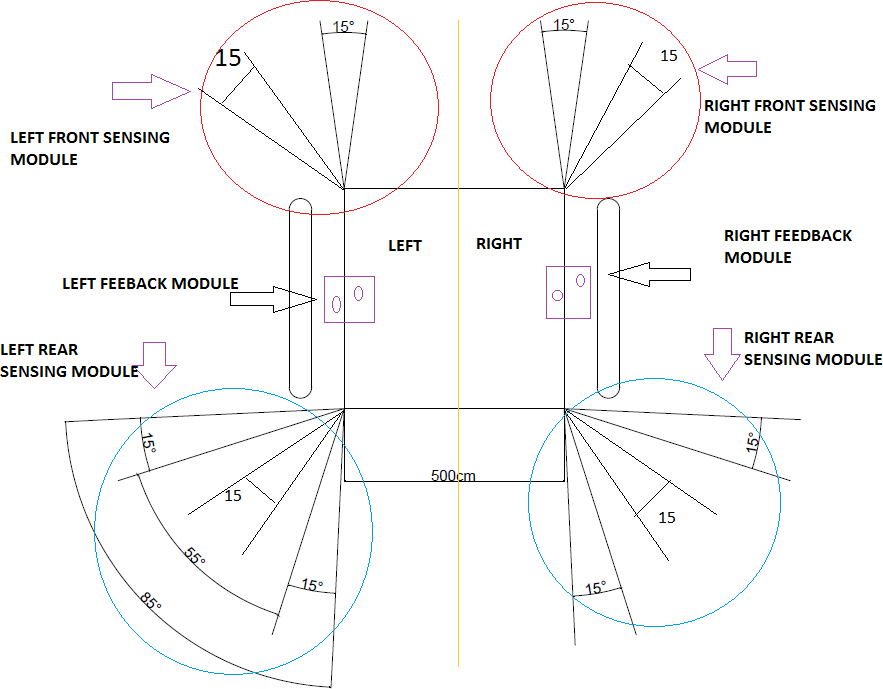 15°
15°
15
15
LEFT FRONT SENSING
MODULE
RIGHT FRONT SENSING
MODULE
LEFT
RIGHT
RIGHT FEEDBACK
MODULE
LEFT FEEBACK MODULE
LEFT REAR
SENSING MODULE
RIGHT REAR
SENSING MODULE
15°
15°
500cm
15
15
55°
15°
15°
85°